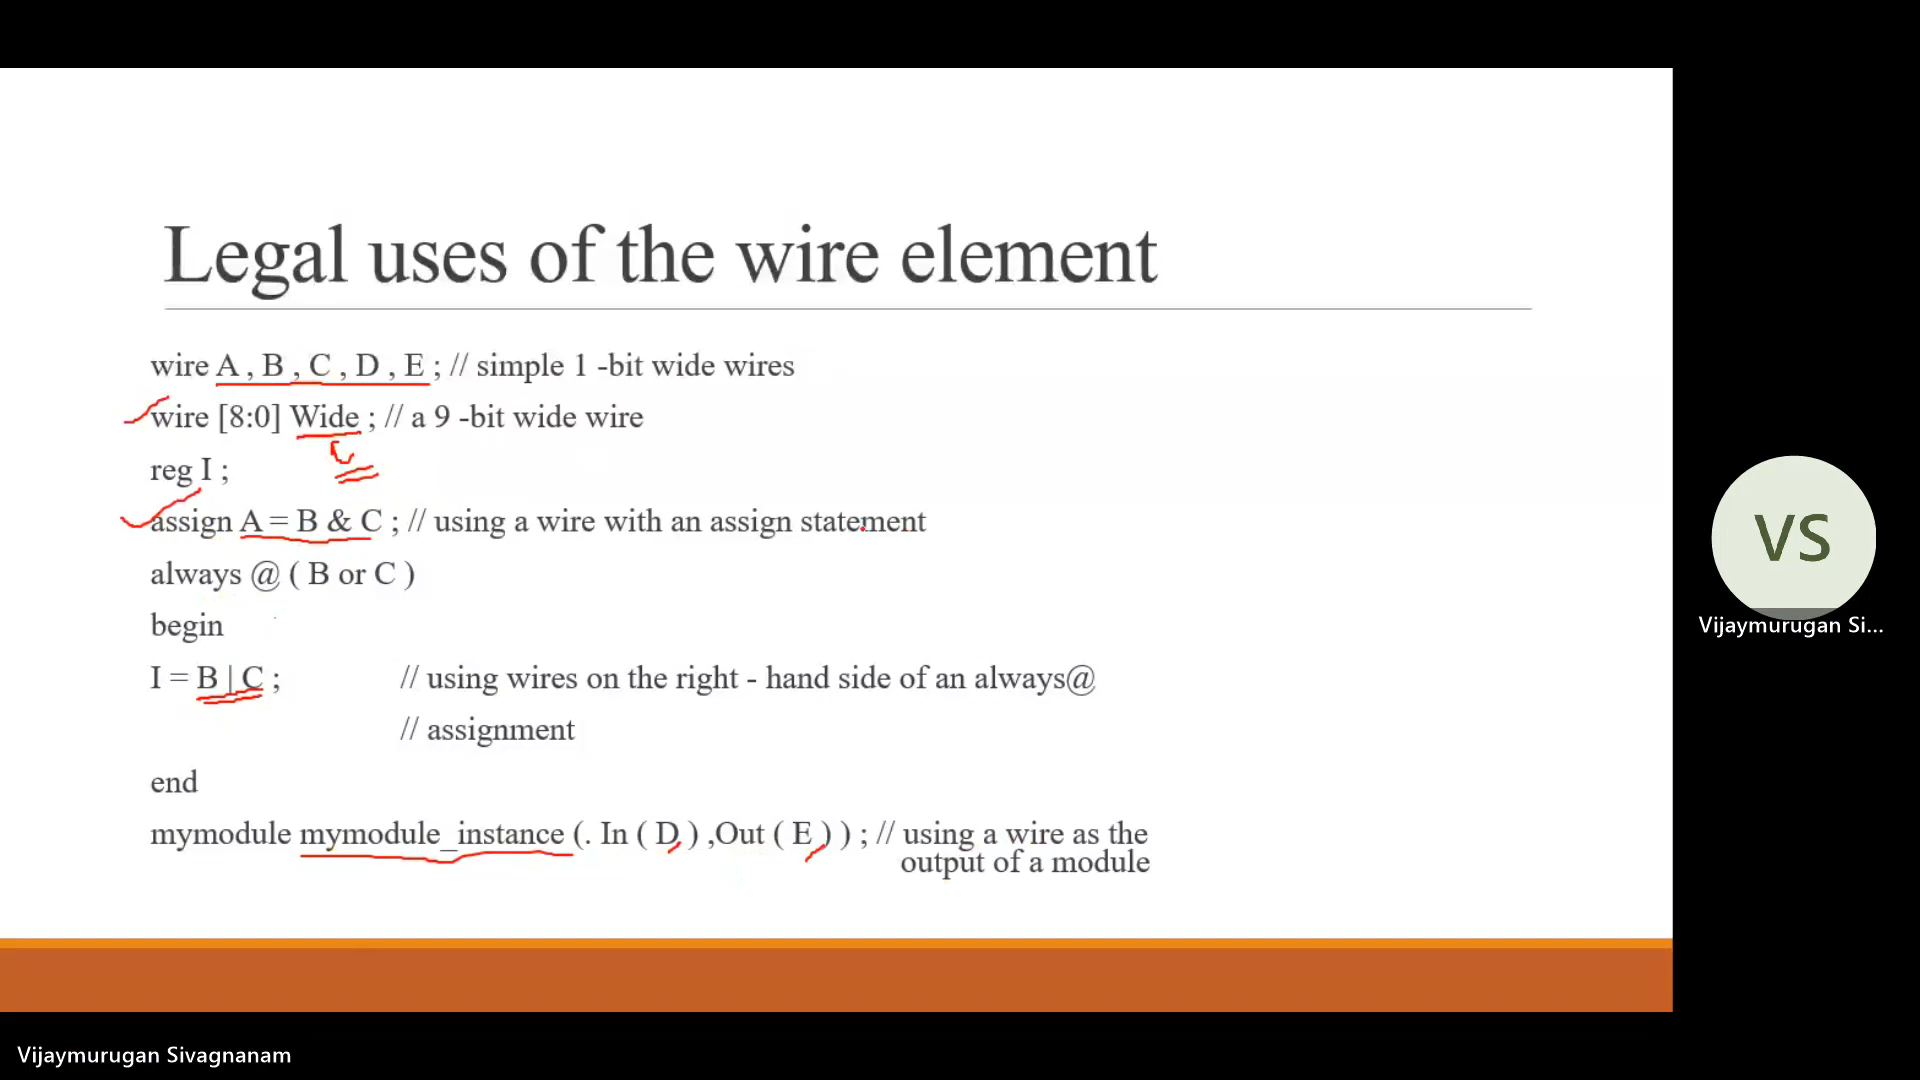 Legal uses of the wire element
wire A , B , C , D , E ; // simple 1 -bit wide wires
wire [8:0] Wide ; // a 9 -bit wide wire
reg I ;
assign A = B & C ; // using a wire with an assign statement
always @ ( B or C )
begin
I = B | C ; // using wires on the right - hand side of an always@
// assignment
end
mymodule mymodule_instance (. In ( D ) ,Out ( E ) ) ; // using a wire as the
output of a module
VS
Vijaymurugan Si...
Vijaymurugan Sivagnanam